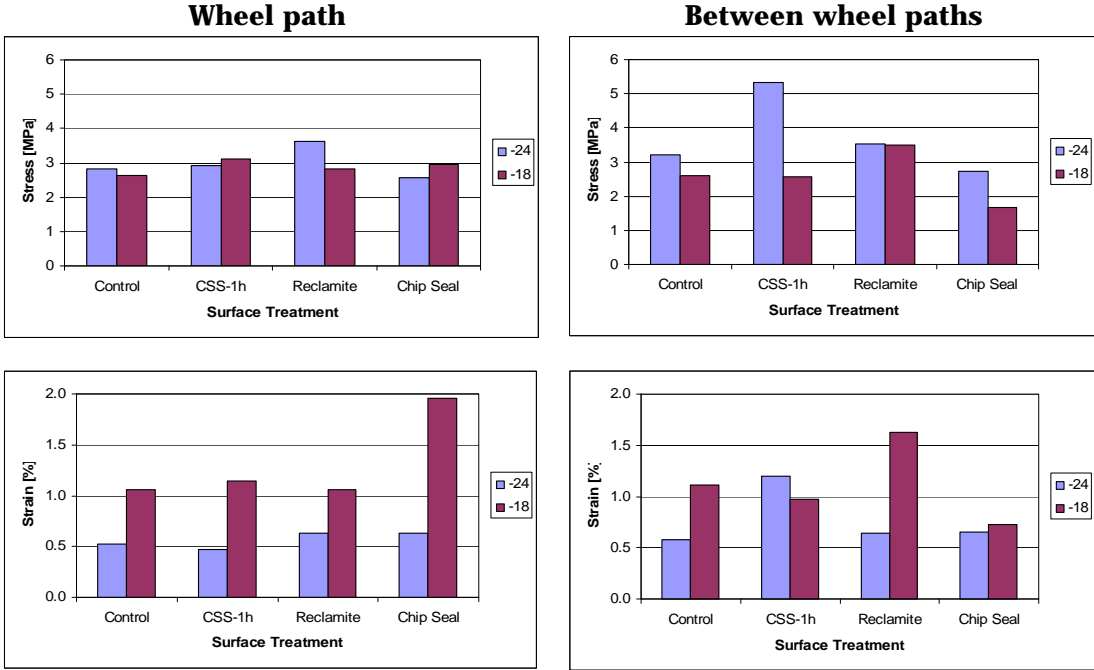 Wheel path
Between wheel paths
6
5
4
3
2
1
0
Stress [MPa]
Control CSS-1h Reclamite Chip Seal
Surface Treatment
-24
-18
6
5
4
3
2
1
0
Stress [MPa]
Control CSS-1h Reclamite Chip Seal
Surface Treatment
-24
-18
2.0
1.5
1.0
0.5
0.0
Strain [%]
Control CSS-1h Reclamite Chip Seal
Surface Treatment
-24
-18
2.0
1.5
1.0
0.5
0.0
Strain [%]
Control CSS-1h Reclamite Chip Seal
Surface Treatment
-24
-18